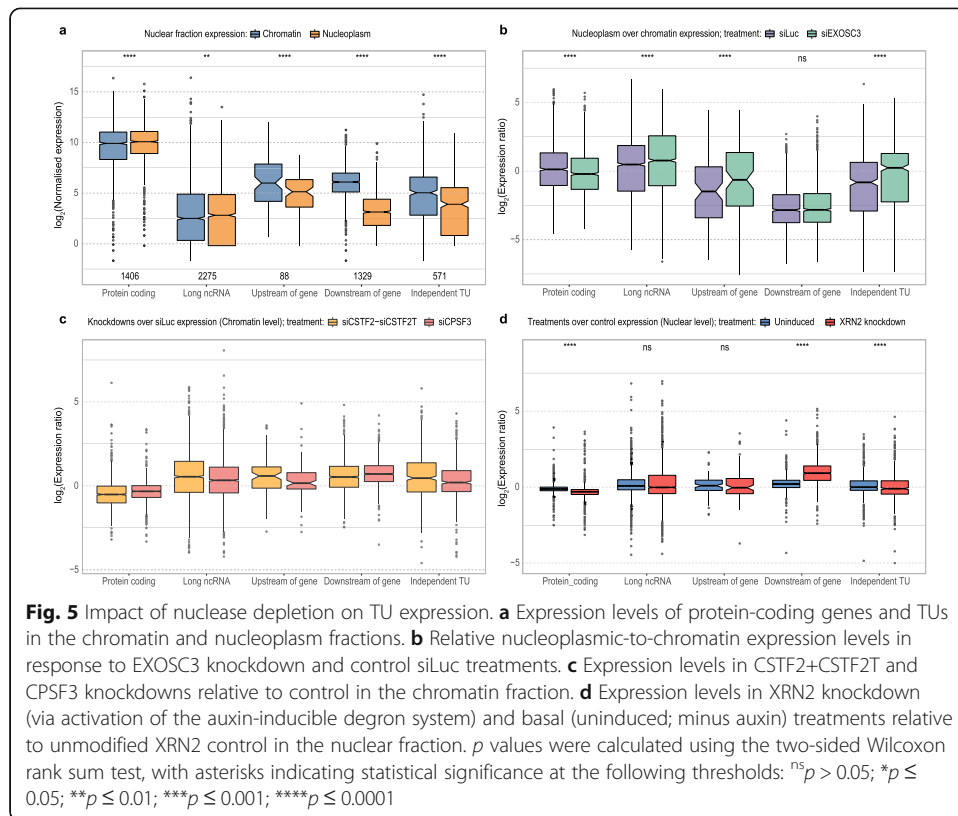 a
Nuclear fraction expression: Chromatin Nucleoplasm
**** ** **** **** ****
log2(Normalised expression)
15
10
5
0
1406 2275 88 1329 571
Protein coding Long ncRNA Upstream of gene Downstream of gene Independent TU
b
Nucleoplasm over chromatin expression; treatment: siLuc siEXOSC3
**** **** **** ns ****
log2(Expression ratio)
5
0
−5
Protein coding Long ncRNA Upstream of gene Downstream of gene Independent TU
c
Knockdowns over siLuc expression (Chromatin level); treatment: siCSTF2−siCSTF2T siCPSF3
log2(Expression ratio)
5
0
−5
Protein coding Long ncRNA Upstream of gene Downstream of gene Independent TU
d
Treatments over control expression (Nuclear level); treatment: Uninduced XRN2 knockdown
**** ns ns **** ****
log2(Expression ratio)
5
0
−5
Protein_coding Long ncRNA Upstream of gene Downstream of gene Independent TU
Fig. 5 Impact of nuclease depletion on TU expression. a Expression levels of protein-coding genes and TUs
in the chromatin and nucleoplasm fractions. b Relative nucleoplasmic-to-chromatin expression levels in
response to EXOSC3 knockdown and control siLuc treatments. c Expression levels in CSTF2+CSTF2T and
CPSF3 knockdowns relative to control in the chromatin fraction. d Expression levels in XRN2 knockdown
(via activation of the auxin-inducible degron system) and basal (uninduced; minus auxin) treatments relative
to unmodified XRN2 control in the nuclear fraction. p values were calculated using the two-sided Wilcoxon
rank sum test, with asterisks indicating statistical significance at the following thresholds: nsp > 0.05; *p ≤
0.05; **p ≤ 0.01; ***p ≤ 0.001; ****p ≤ 0.0001